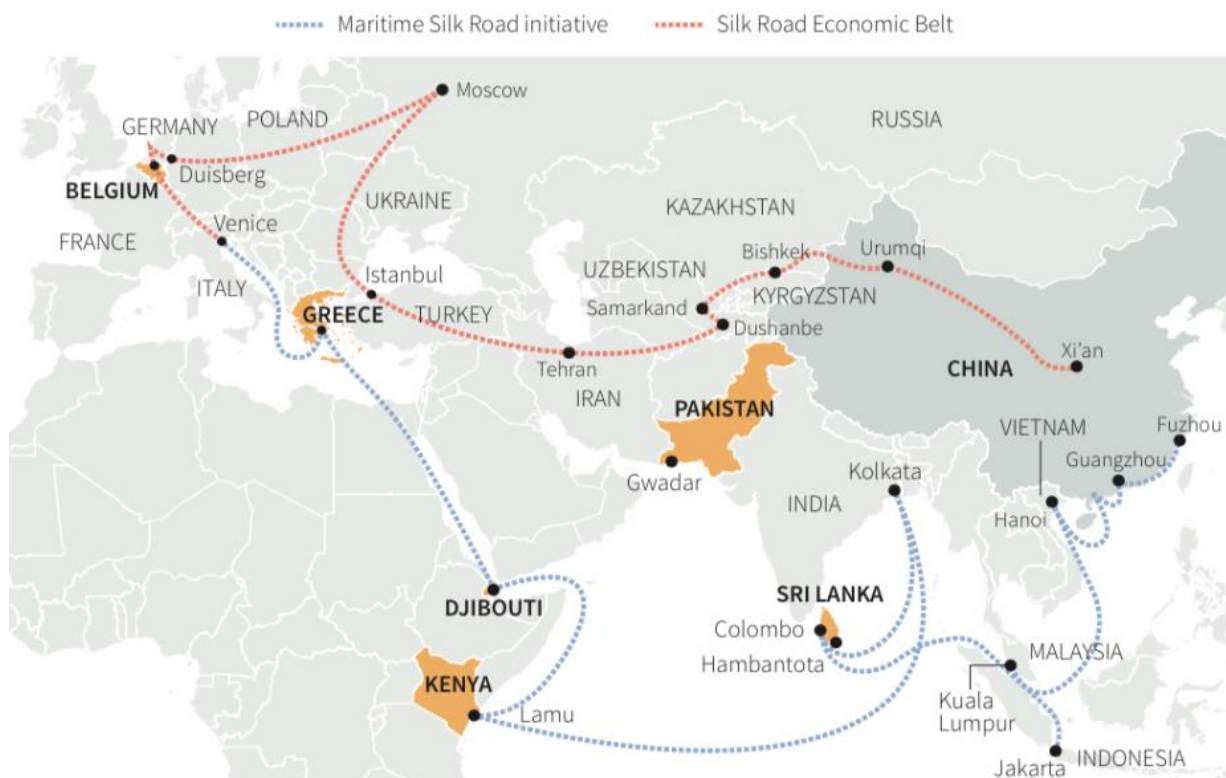 Maritime Silk Road initiative
Silk Road Economic Belt
Moscow
RUSSIA
GERMANY
POLAND
Duisberg
BELGIUM
UKRAINE
KAZAKHSTAN
FRANCE
Venice
Bishkek
Urumqi
ITALY
Istanbul
UZBEKISTAN
KYRGYZSTAN
GREECE
TURKEY
Samarkand
Dushanbe
Tehran
Xi'an
CHINA
IRAN
PAKISTAN
VIETNAM
Fuzhou
Guangzhou
Gwadar
Kolkata
INDIA
Hanoi
DJIBOUTI
SRI LANKA
Colombo
Hambantota
MALAYSIA
KENYA
Lamu
Kuala
Lumpur
Jakarta
INDONESIA